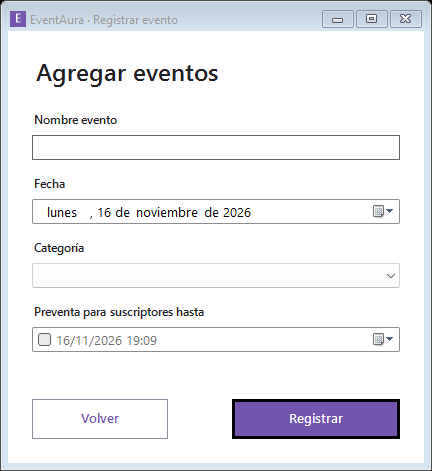 E EventAura · Registrar evento
Agregar eventos
Nombre evento
Fecha
lunes , 16 de noviembre de 2026
Categoría
Preventa para suscriptores hasta
16/11/2026 19:09
Volver
Registrar